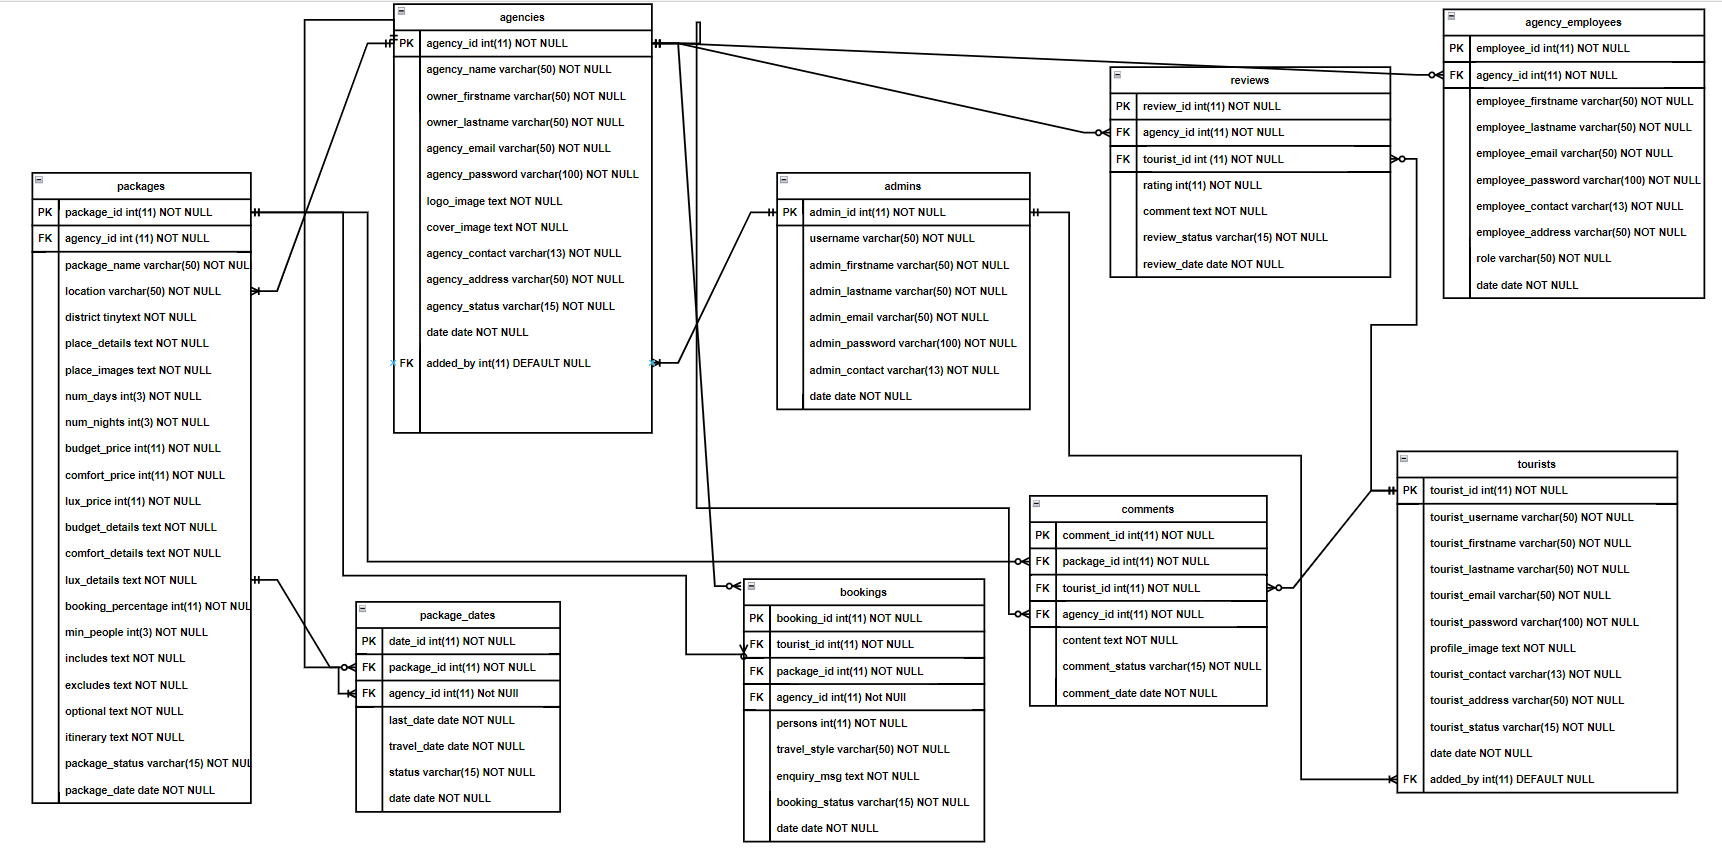 agencies
PK agency_id int(11) NOT NULL
agency_name varchar(50) NOT NULL
owner_firstname varchar(50) NOT NULL
owner_lastname varchar(50) NOT NULL
agency_email varchar(50) NOT NULL
agency_password varchar(100) NOT NULL
logo_image text NOT NULL
cover_image text NOT NULL
agency_contact varchar(13) NOT NULL
agency_address varchar(50) NOT NULL
agency_status varchar(15) NOT NULL
date date NOT NULL
FK added_by int(11) DEFAULT NULL
agency_employees
PK employee_id int(11) NOT NULL
FK agency_id int(11) NOT NULL
employee_firstname varchar(50) NOT NULL
employee_lastname varchar(50) NOT NULL
employee_email varchar(50) NOT NULL
employee_password varchar(100) NOT NULL
employee_contact varchar(13) NOT NULL
employee_address varchar(50) NOT NULL
role varchar(50) NOT NULL
date date NOT NULL
reviews
PK review_id int(11) NOT NULL
FK agency_id int(11) NOT NULL
FK tourist_id int (11) NOT NULL
rating int(11) NOT NULL
comment text NOT NULL
review_status varchar(15) NOT NULL
review_date date NOT NULL
packages
PK package_id int(11) NOT NULL
FK agency_id int (11) NOT NULL
package_name varchar(50) NOT NUL
location varchar(50) NOT NULL
district tinytext NOT NULL
place_details text NOT NULL
place_images text NOT NULL
num_days int(3) NOT NULL
num_nights int(3) NOT NULL
budget_price int(11) NOT NULL
comfort_price int(11) NOT NULL
lux_price int(11) NOT NULL
budget_details text NOT NULL
comfort_details text NOT NULL
lux_details text NOT NULL
booking_percentage int(11) NOT NUL
min_people int(3) NOT NULL
includes text NOT NULL
excludes text NOT NULL
optional text NOT NULL
itinerary text NOT NULL
package_status varchar(15) NOT NUL
package_date date NOT NULL
admins
PK admin_id int(11) NOT NULL
username varchar(50) NOT NULL
admin_firstname varchar(50) NOT NULL
admin_lastname varchar(50) NOT NULL
admin_email varchar(50) NOT NULL
admin_password varchar(100) NOT NULL
admin_contact varchar(13) NOT NULL
date date NOT NULL
tourists
PK tourist_id int(11) NOT NULL
tourist_username varchar(50) NOT NULL
tourist_firstname varchar(50) NOT NULL
tourist_lastname varchar(50) NOT NULL
tourist_email varchar(50) NOT NULL
tourist_password varchar(100) NOT NULL
profile_image text NOT NULL
tourist_contact varchar(13) NOT NULL
tourist_address varchar(50) NOT NULL
tourist_status varchar(15) NOT NULL
date date NOT NULL
FK added_by int(11) DEFAULT NULL
comments
PK comment_id int(11) NOT NULL
FK package_id int(11) NOT NULL
FK tourist_id int(11) NOT NULL
FK agency_id int(11) NOT NULL
content text NOT NULL
comment_status varchar(15) NOT NULL
comment_date date NOT NULL
bookings
PK booking_id int(11) NOT NULL
FK tourist_id int(11) NOT NULL
FK package_id int(11) NOT NULL
FK agency_id int(11) Not NUll
persons int(11) NOT NULL
travel_style varchar(50) NOT NULL
enquiry_msg text NOT NULL
booking_status varchar(15) NOT NULL
date date NOT NULL
package_dates
PK date_id int(11) NOT NULL
FK package_id int(11) NOT NULL
FK agency_id int(11) Not NUll
last_date date NOT NULL
travel_date date NOT NULL
status varchar(15) NOT NULL
date date NOT NULL